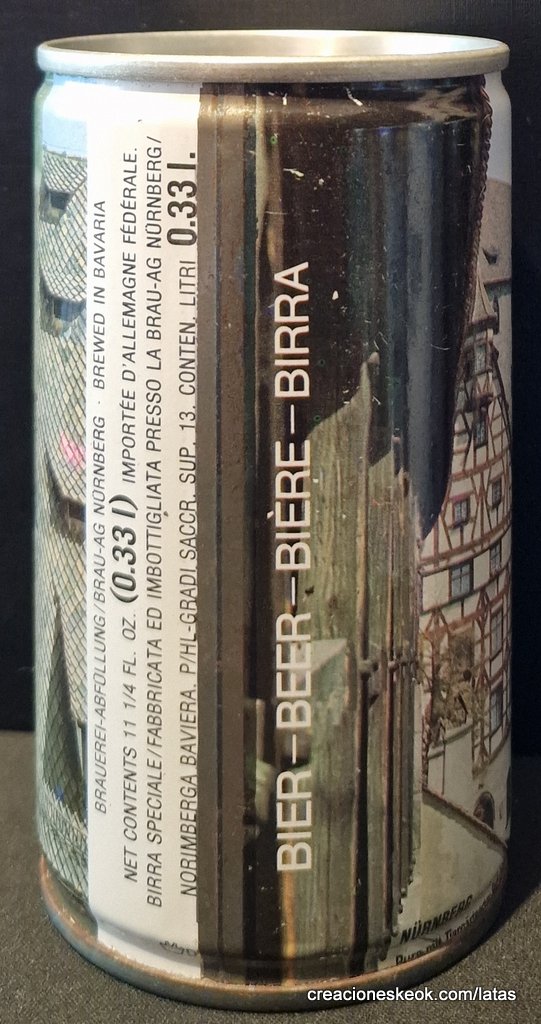 BRAUEREI-ABFÜLLUNG/BRAU-AG NÜRNBERG · BREWED IN BAVARIA
NET CONTENTS 11 1/4 FL. OZ. (0.33 l) IMPORTÉE D'ALLEMAGNE FÉDÉRALE.
BIRRA SPECIALE/FABBRICATA ED IMBOTTIGLIATA PRESSO LA BRAU-AG NÜRNBERG/
NORIMBERGA BAVIERA. P/HL-GRADI SACCR. SUP. 13. CONTEN. LITRI 0.33 l.
BIER–BEER–BIÈRE–BIRRA
NÜRNBERG
Burg mit
creacioneskeok.com/latas